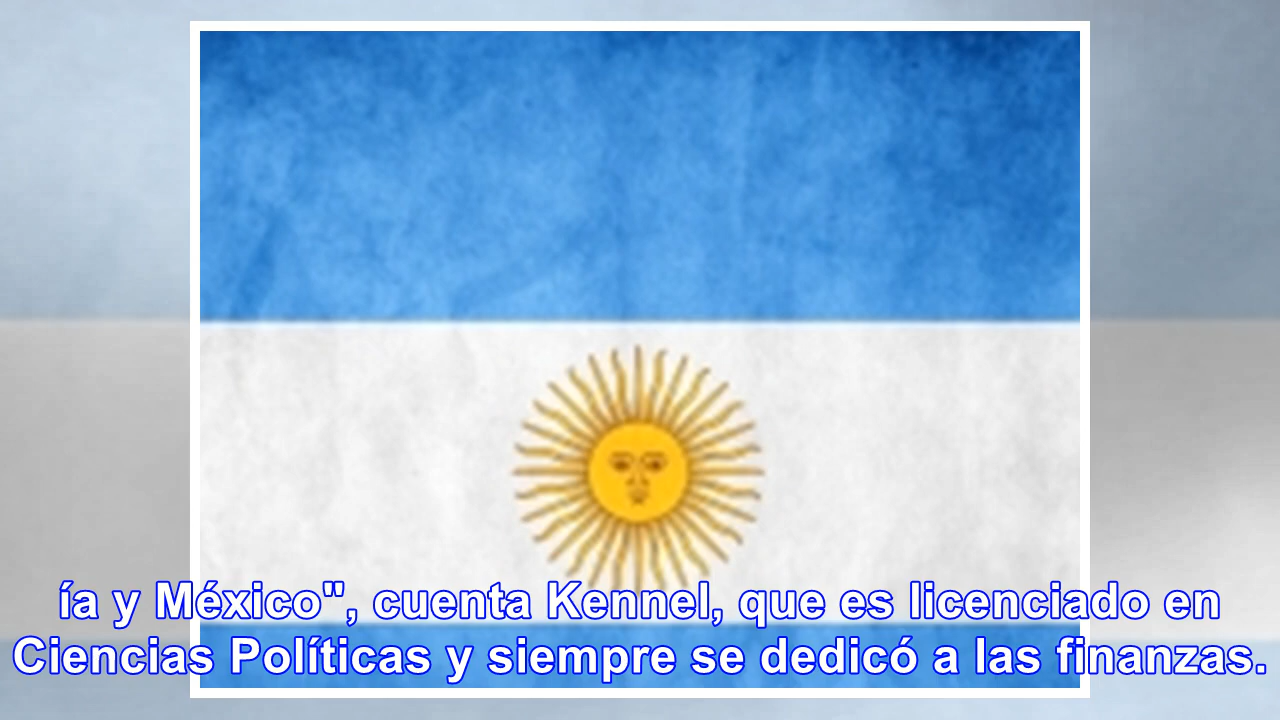 ía y México", cuenta Kennel, que es licenciado en
Ciencias Políticas y siempre se dedicó a las finanzas.